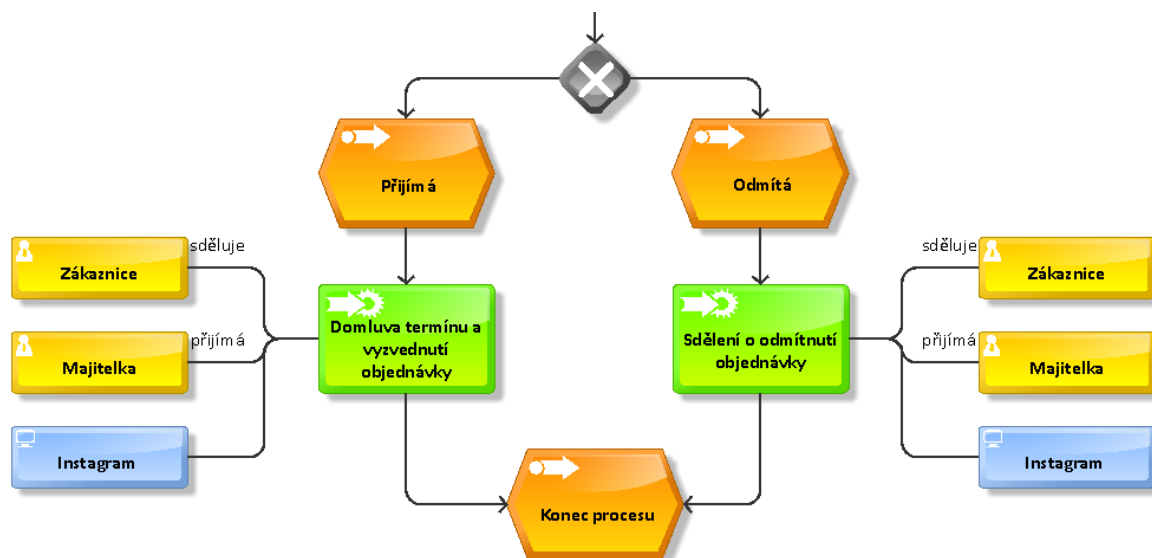 Přijímá
Odmítá
sděluje
Zákaznice
přijímá
Majitelka
Instagram
Domluva termínu a
vyzvednutí
objednávky
Sdělení o odmítnutí
objednávky
sděluje
Zákaznice
přijímá
Majitelka
Instagram
Konec procesu